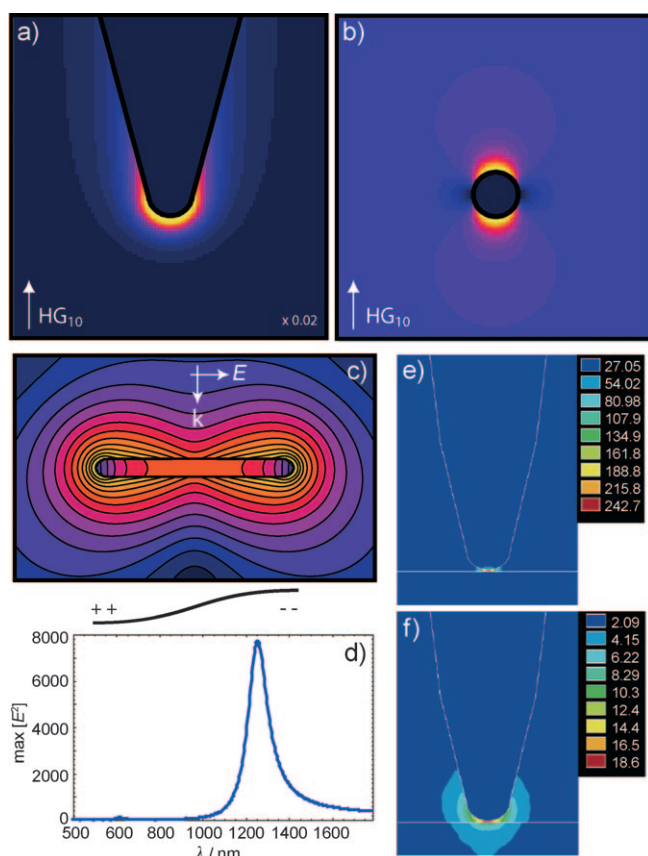 a)
HG10
x 0.02
b)
HG10
c)
E
k
++
--
d)
max [E²]
8000
6000
4000
2000
0
500
600
800
1000
1200
1400
1600
λ / nm
e)
27.05
54.02
80.98
107.9
134.9
161.8
188.8
215.8
242.7
f)
2.09
4.15
6.22
8.29
10.3
12.4
14.4
16.5
18.6